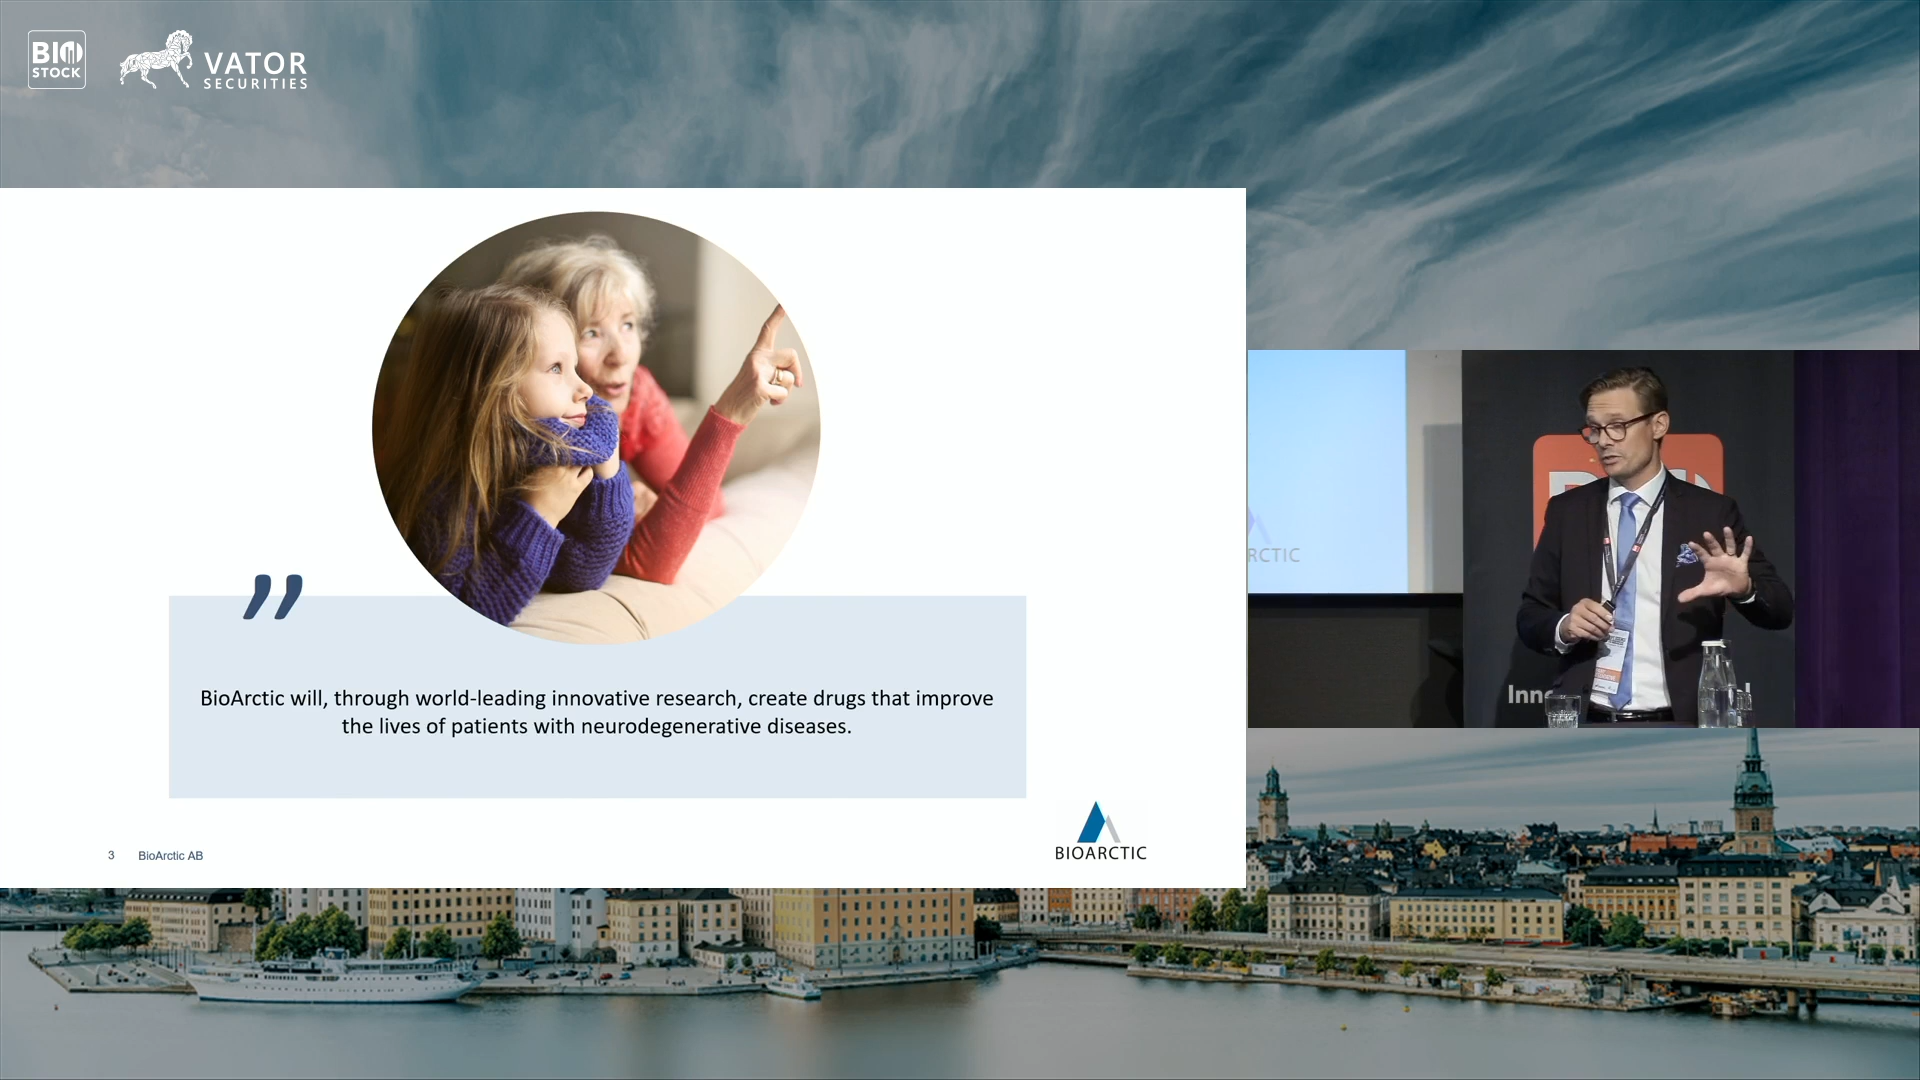 BIO
STOCK
VATOR
SECURITIES
”
BioArctic will, through world-leading innovative research, create drugs that improve
the lives of patients with neurodegenerative diseases.
3 BioArctic AB
BIOARCTIC
RCTIC
Inno